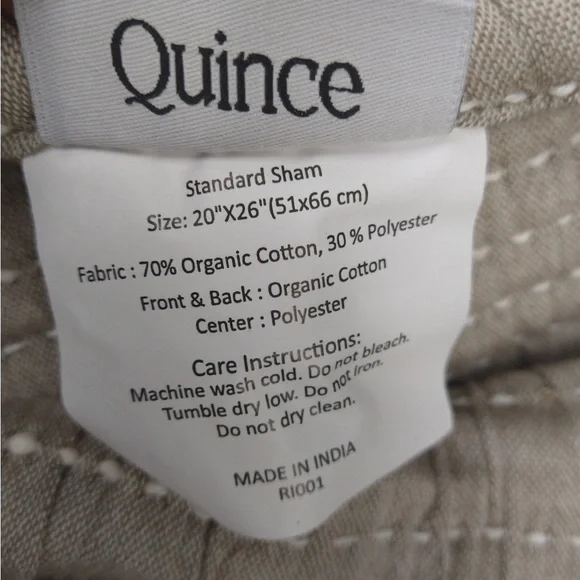 Quince
Standard Sham
Size: 20"X26"(51x66 cm)
Fabric : 70% Organic Cotton, 30 % Polyester
Front & Back : Organic Cotton
Center : Polyester
Care Instructions:
Machine wash cold. Do not bleach.
Tumble dry low. Do not iron.
Do not dry clean.
MADE IN INDIA
RI001